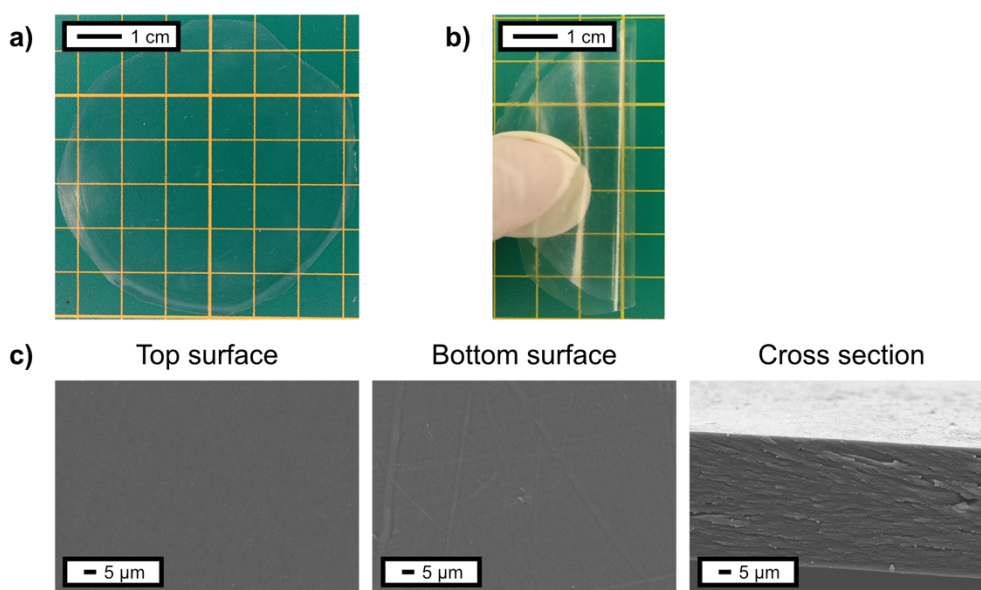 a)
1 cm
b)
1 cm
c)
Top surface
Bottom surface
Cross section
5 µm
5 µm
5 µm